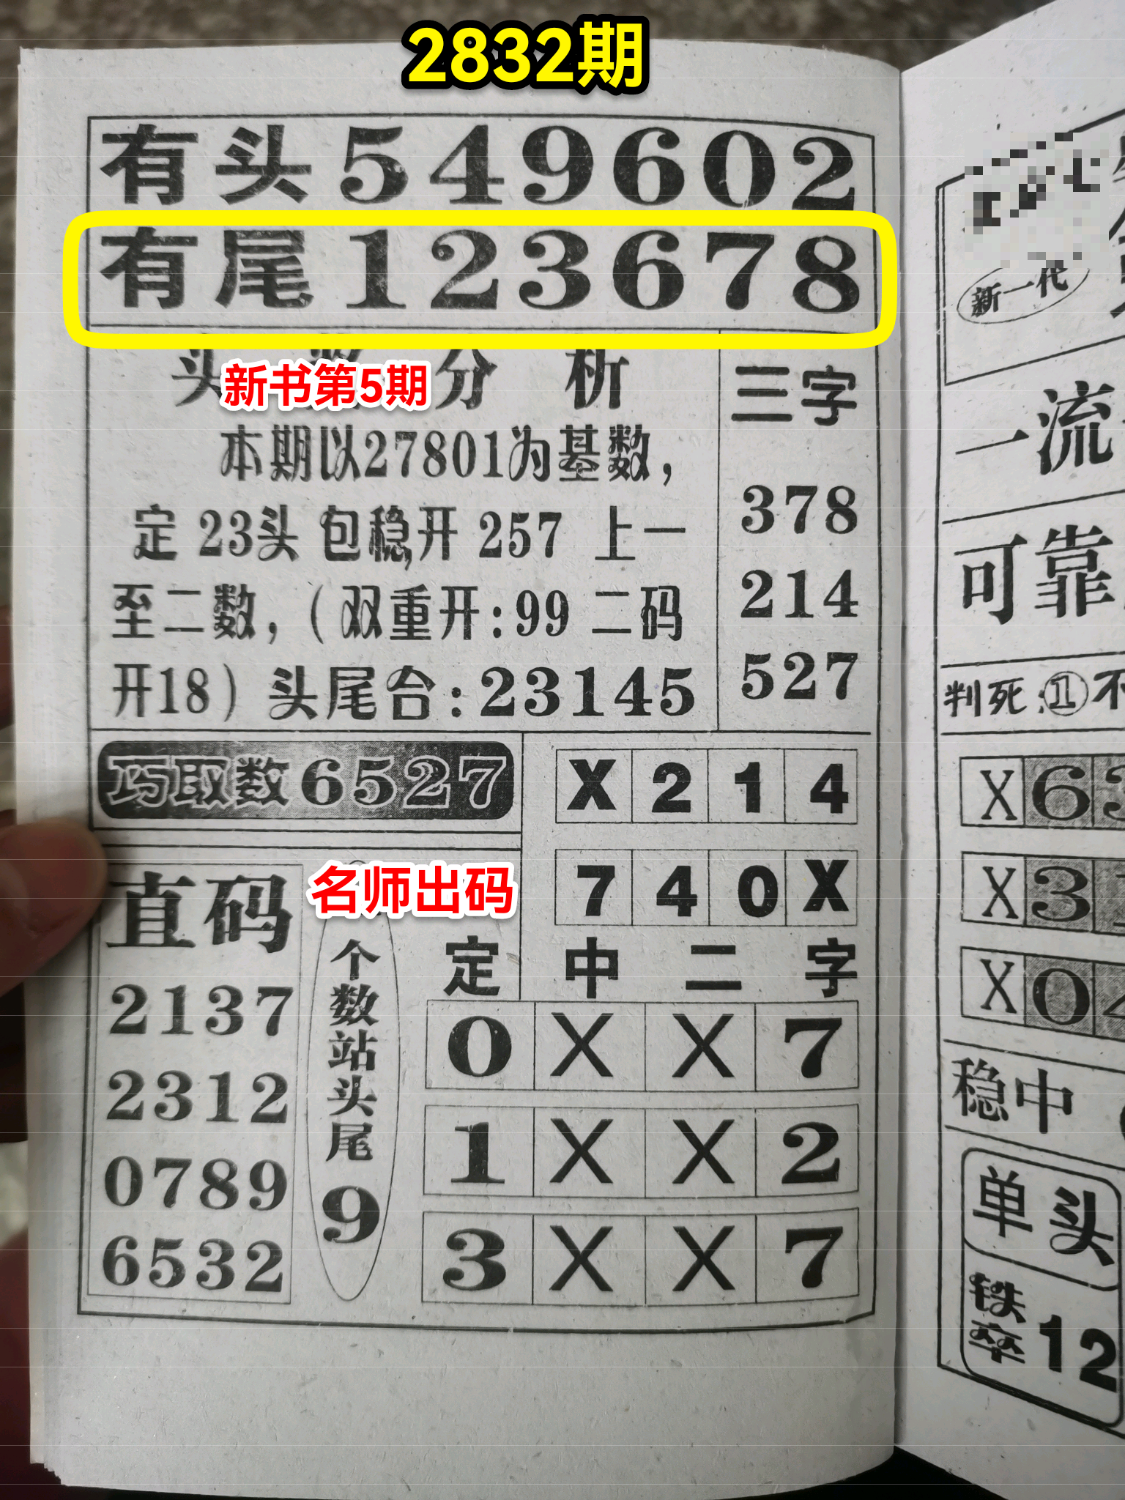 2832期
有头549602
有尾123678
新书第5期
分析
本期以27801为基数，
定23头包稳开257上一
至二数，（双重开：99二码
开18）头尾合：23145
三字
378
214
527
巧取数6527
X214
740X
名师出码
直码
2137
2312
0789
6532
个数站头尾9
定中二字
0XX7
1XX2
3XX7
新一代
一流
可靠
判死：①不
X6
X3
X0
稳中
单头
铁卒12